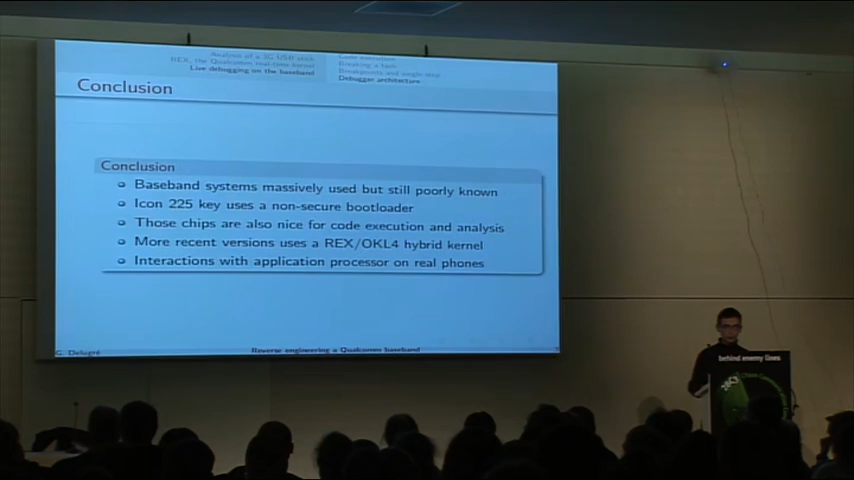 Analysis of a 3G USB stick
REX, the Qualcomm real-time kernel
Live debugging on the baseband
Code execution
Breaking a task
Breakpoints and single step
Debugger architecture
Conclusion
Conclusion
Baseband systems massively used but still poorly known
Icon 225 key uses a non-secure bootloader
Those chips are also nice for code execution and analysis
More recent versions uses a REX/OKL4 hybrid kernel
Interactions with application processor on real phones
G. Delugré
Reverse engineering a Qualcomm baseband
behind enemy lines